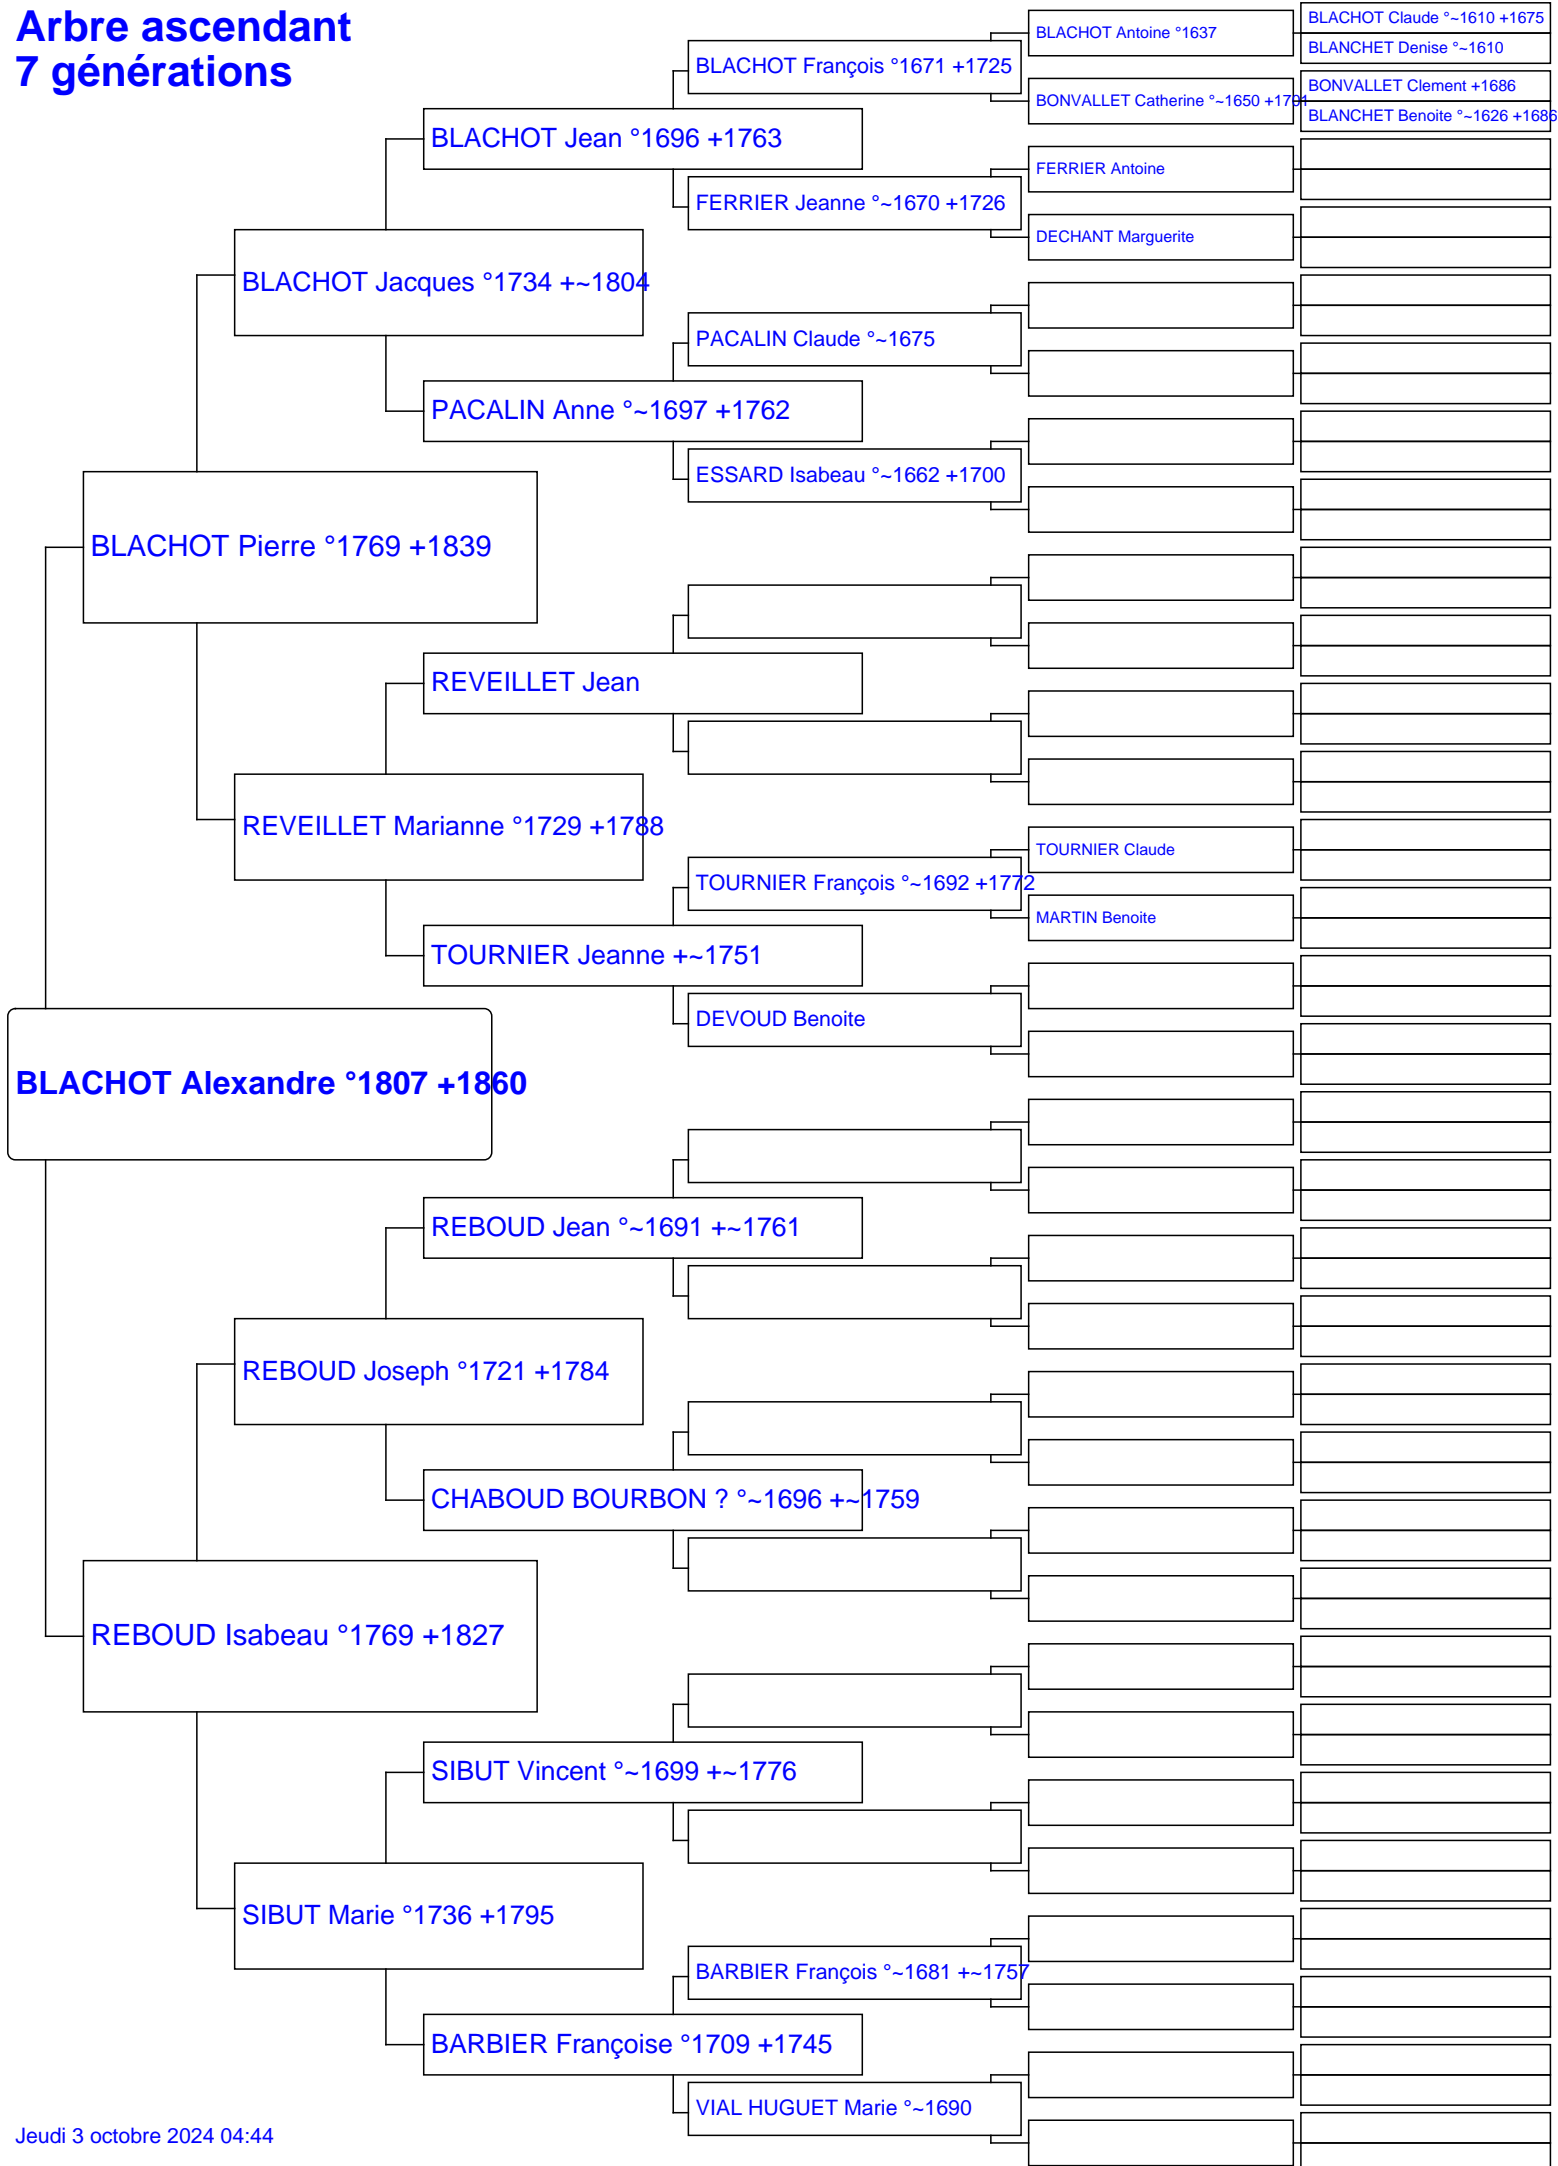 Arbre ascendant
7 générations
BLACHOT Claude °~1610 +1675
BLACHOT Antoine °1637
BLANCHET Denise °~1610
BLACHOT François °1671 +1725
BONVALLET Clement +1686
BONVALLET Catherine °~1650 +1701
BLANCHET Benoite °~1626 +1686
BLACHOT Jean °1696 +1763
FERRIER Antoine
FERRIER Jeanne °~1670 +1726
DECHANT Marguerite
BLACHOT Jacques °1734 +~1804
PACALIN Claude °~1675
PACALIN Anne °~1697 +1762
ESSARD Isabeau °~1662 +1700
BLACHOT Pierre °1769 +1839
REVEILLET Jean
REVEILLET Marianne °1729 +1788
TOURNIER Claude
TOURNIER François °~1692 +1772
MARTIN Benoite
TOURNIER Jeanne +~1751
DEVOUD Benoite
BLACHOT Alexandre °1807 +1860
REBOUD Jean °~1691 +~1761
REBOUD Joseph °1721 +1784
CHABOUD BOURBON ? °~1696 +~1759
REBOUD Isabeau °1769 +1827
SIBUT Vincent °~1699 +~1776
SIBUT Marie °1736 +1795
BARBIER François °~1681 +~1757
BARBIER Françoise °1709 +1745
VIAL HUGUET Marie °~1690
Jeudi 3 octobre 2024 04:44